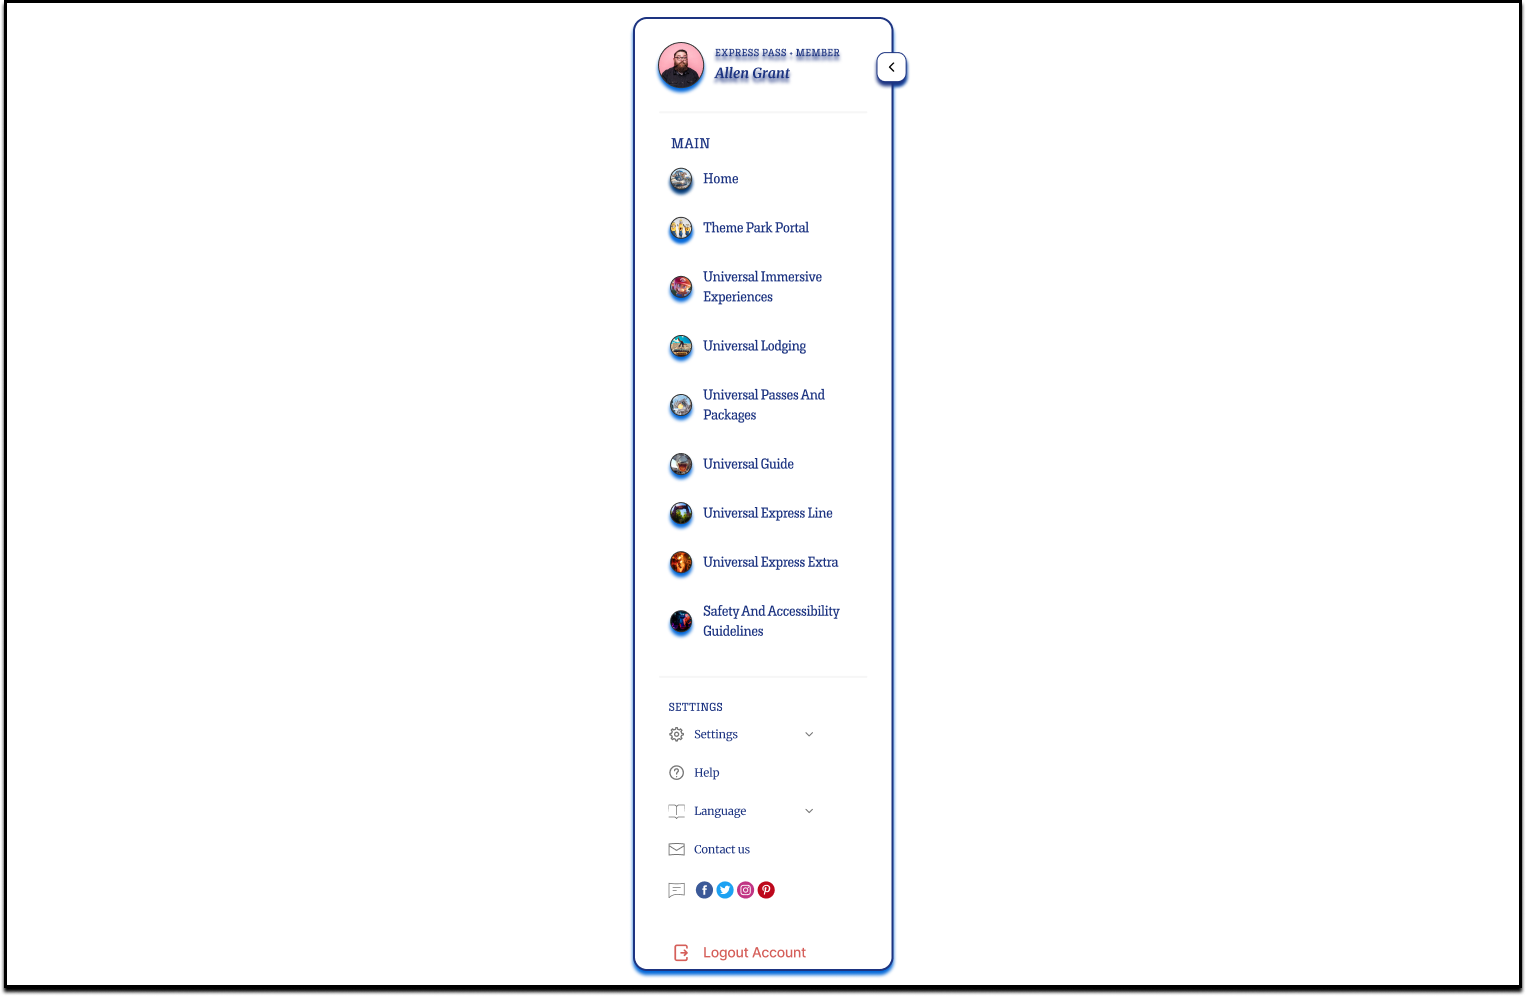 EXPRESS PASS • MEMBER
Allen Grant
MAIN
Home
Theme Park Portal
Universal Immersive
Experiences
Universal Lodging
Universal Passes And
Packages
Universal Guide
Universal Express Line
Universal Express Extra
Safety And Accessibility
Guidelines
SETTINGS
Settings
Help
Language
Contact us
Logout Account